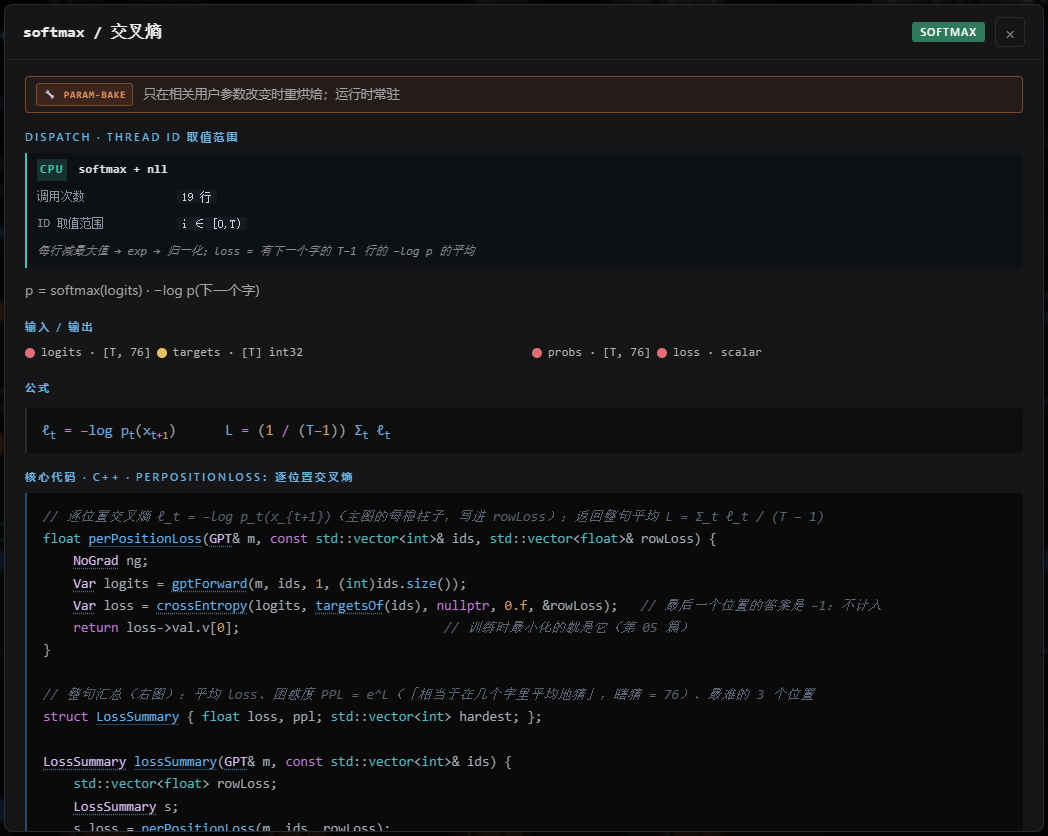 softmax / 交叉熵
SOFTMAX
×
PARAM-BAKE 只在相关用户参数改变时重烘焙；运行时常驻
DISPATCH · THREAD ID 取值范围
CPU softmax + nll
调用次数 19 行
ID 取值范围 i ∈ [0,T)
每行减最大值 → exp → 归一化；loss = 有下一个字的 T−1 行的 −log p 的平均
p = softmax(logits) · −log p(下一个字)
输入 / 输出
logits · [T, 76] targets · [T] int32 probs · [T, 76] loss · scalar
公式
ℓt = −log pt(xt+1) L = (1 / (T−1)) Σt ℓt
核心代码 · C++ · PERPOSITIONLOSS: 逐位置交叉熵
// 逐位置交叉熵 ℓ_t = −log p_t(x_{t+1})（主图的每根柱子，写进 rowLoss）；返回整句平均 L = Σ_t ℓ_t / (T − 1)
float perPositionLoss(GPT& m, const std::vector<int>& ids, std::vector<float>& rowLoss) {
NoGrad ng;
Var logits = gptForward(m, ids, 1, (int)ids.size());
Var loss = crossEntropy(logits, targetsOf(ids), nullptr, 0.f, &rowLoss); // 最后一个位置的答案是 −1：不计入
return loss->val.v[0]; // 训练时最小化的就是它（第 05 篇）
}
// 整句汇总（右图）：平均 loss、困惑度 PPL = e^L（「相当于在几个字里平均地猜」，瞎猜 = 76）、最难的 3 个位置
struct LossSummary { float loss, ppl; std::vector<int> hardest; };
LossSummary lossSummary(GPT& m, const std::vector<int>& ids) {
std::vector<float> rowLoss;
LossSummary s;
s.loss = perPositionLoss(m, ids, rowLoss);